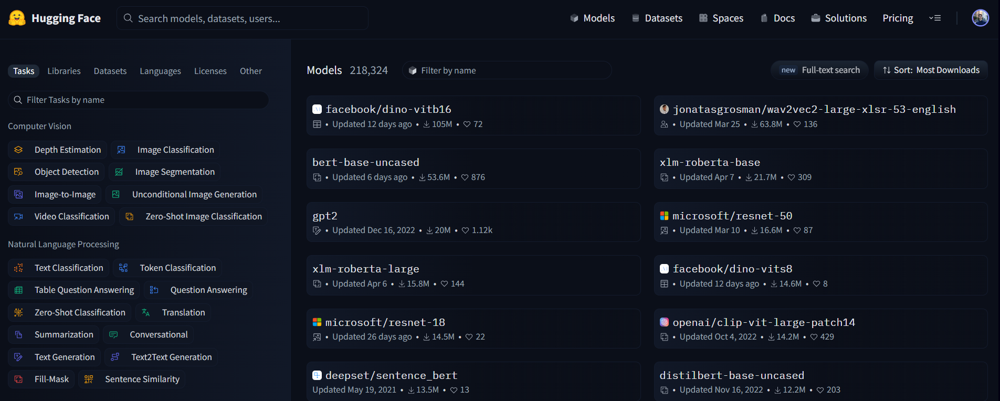 Hugging Face
Search models, datasets, users...
Models
Datasets
Spaces
Docs
Solutions
Pricing
Tasks
Libraries
Datasets
Languages
Licenses
Other
Filter Tasks by name
Computer Vision
Depth Estimation
Image Classification
Object Detection
Image Segmentation
Image-to-Image
Unconditional Image Generation
Video Classification
Zero-Shot Image Classification
Natural Language Processing
Text Classification
Token Classification
Table Question Answering
Question Answering
Zero-Shot Classification
Translation
Summarization
Conversational
Text Generation
Text2Text Generation
Fill-Mask
Sentence Similarity
Models 218,324
Filter by name
new Full-text search
Sort: Most Downloads
facebook/dino-vitb16
• Updated 12 days ago • 105M • 72
jonatasgrosman/wav2vec2-large-xlsr-53-english
• Updated Mar 25 • 63.8M • 136
bert-base-uncased
• Updated 6 days ago • 53.6M • 876
xlm-roberta-base
• Updated Apr 7 • 21.7M • 309
gpt2
• Updated Dec 16, 2022 • 20M • 1.12k
microsoft/resnet-50
• Updated Mar 10 • 16.6M • 87
xlm-roberta-large
• Updated Apr 6 • 15.8M • 144
facebook/dino-vits8
• Updated 12 days ago • 14.6M • 8
microsoft/resnet-18
• Updated 26 days ago • 14.5M • 22
openai/clip-vit-large-patch14
• Updated Oct 4, 2022 • 14.2M • 429
deepset/sentence_bert
Updated May 19, 2021 • 13.5M • 13
distilbert-base-uncased
• Updated Nov 16, 2022 • 12.2M • 203